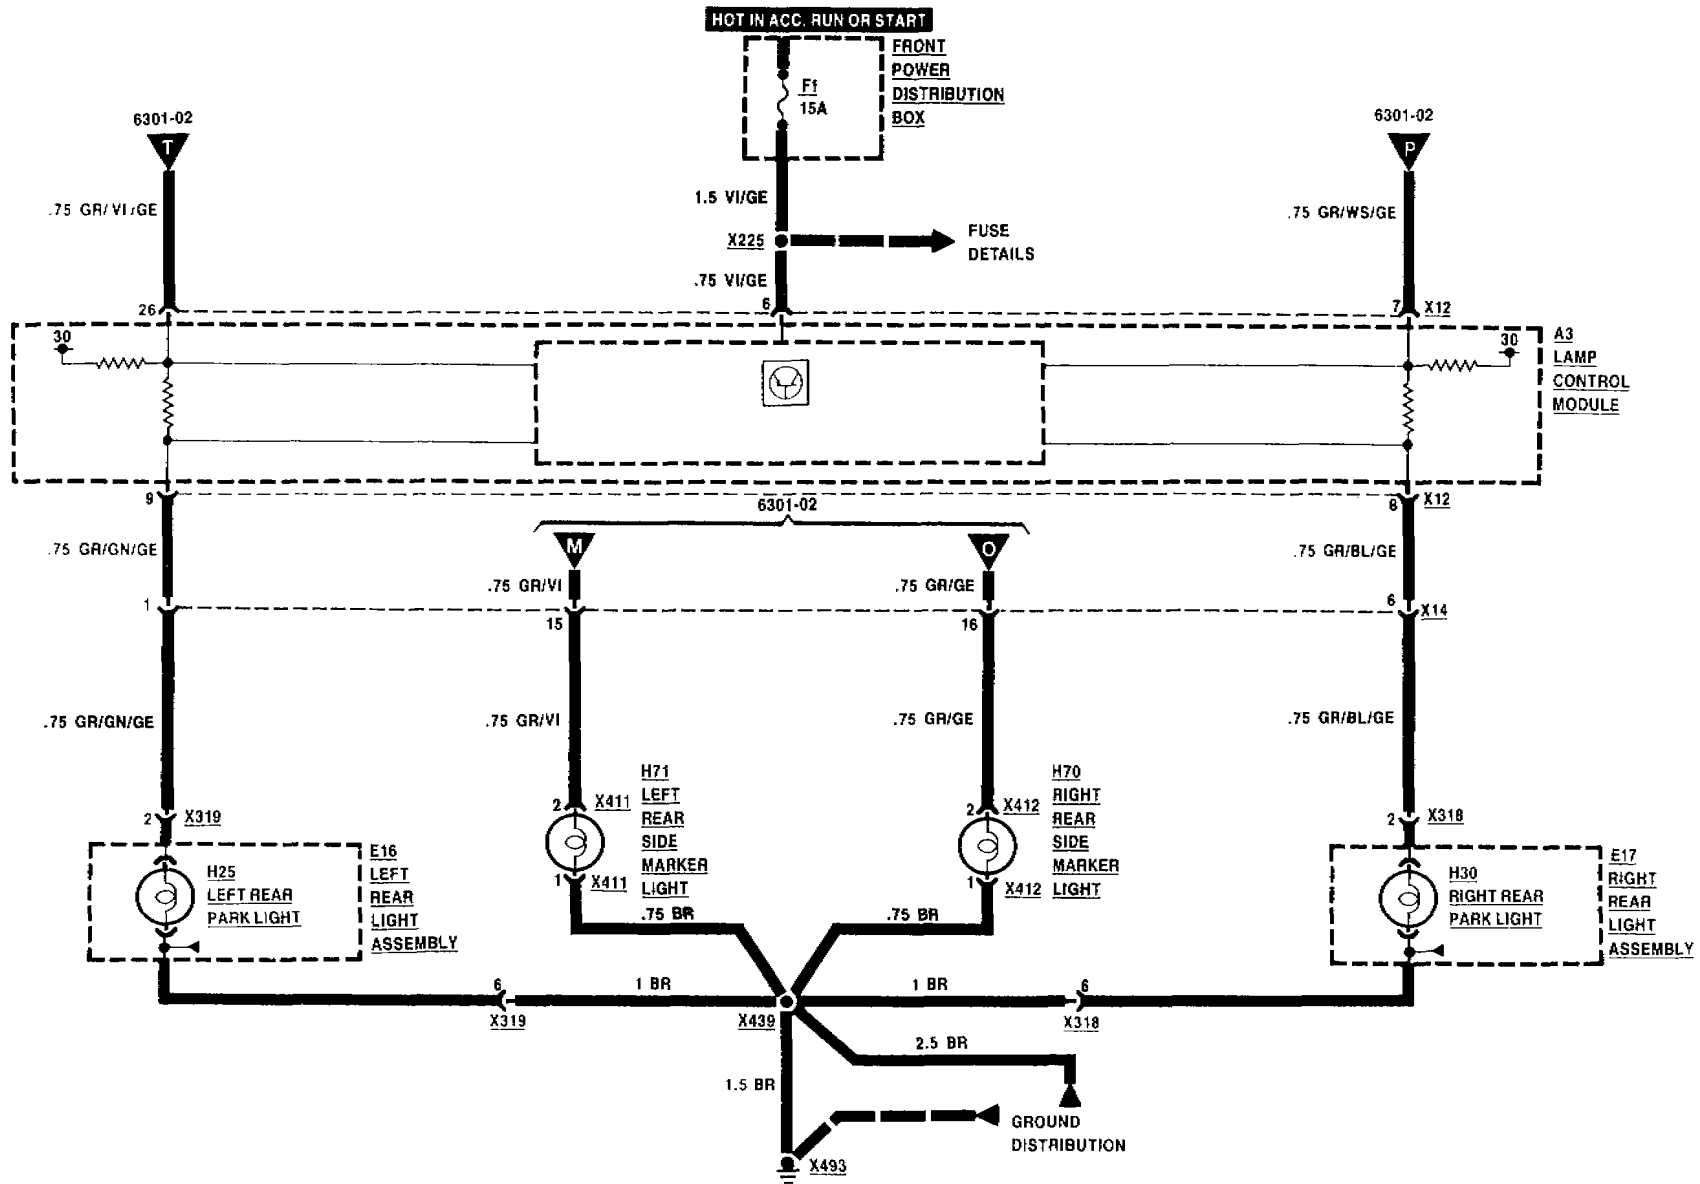 HOT IN ACC, RUN OR START
FRONT
POWER
DISTRIBUTION
BOX
F1
15A
6301-02
T
6301-02
P
.75 GR/VI/GE
1.5 VI/GE
.75 GR/WS/GE
X225
FUSE
DETAILS
.75 VI/GE
26
6
7
X12
30
30
A3
LAMP
CONTROL
MODULE
9
8
X12
6301-02
M
O
.75 GR/GN/GE
.75 GR/VI
.75 GR/GE
.75 GR/BL/GE
1
15
16
6
X14
.75 GR/GN/GE
.75 GR/VI
.75 GR/GE
.75 GR/BL/GE
2
X319
2
X411
H71
LEFT
REAR
SIDE
MARKER
LIGHT
1
X411
2
X412
H70
RIGHT
REAR
SIDE
MARKER
LIGHT
1
X412
2
X318
H25
LEFT REAR
PARK LIGHT
E16
LEFT
REAR
LIGHT
ASSEMBLY
H30
RIGHT REAR
PARK LIGHT
E17
RIGHT
REAR
LIGHT
ASSEMBLY
.75 BR
.75 BR
6
X319
1 BR
X439
1 BR
6
X318
2.5 BR
1.5 BR
GROUND
DISTRIBUTION
X493